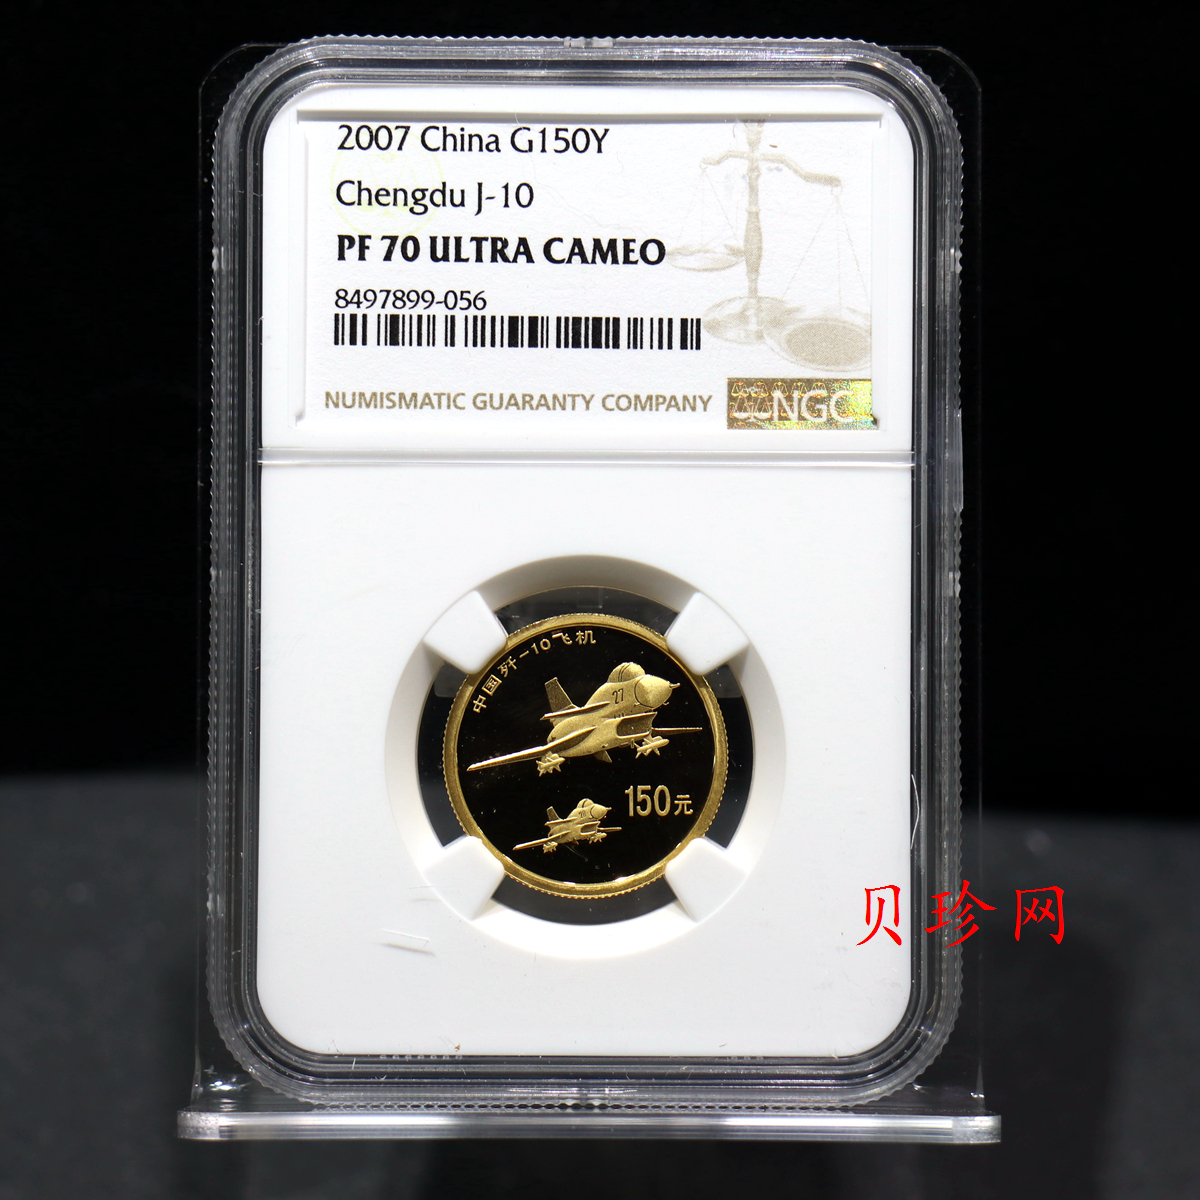 2007 China G150Y
Chengdu J-10
PF 70 ULTRA CAMEO
8497899-056
NUMISMATIC GUARANTY COMPANY
NGC
中国歼-10飞机
27
150元
贝珍网